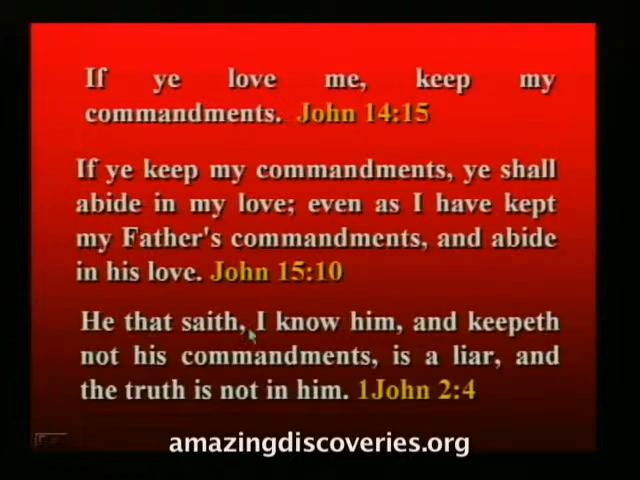 If ye love me, keep my
commandments. John 14:15
If ye keep my commandments, ye shall
abide in my love; even as I have kept
my Father's commandments, and abide
in his love. John 15:10
He that saith, I know him, and keepeth
not his commandments, is a liar, and
the truth is not in him. 1John 2:4
amazingdiscoveries.org